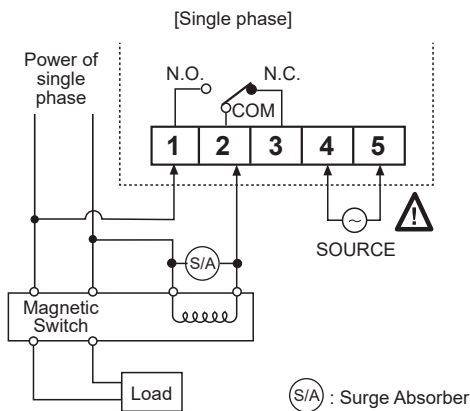 [Single phase]
Power of
single
phase
N.O.
N.C.
COM
1 2 3 4 5
S/A
SOURCE
Magnetic
Switch
Load
S/A : Surge Absorber